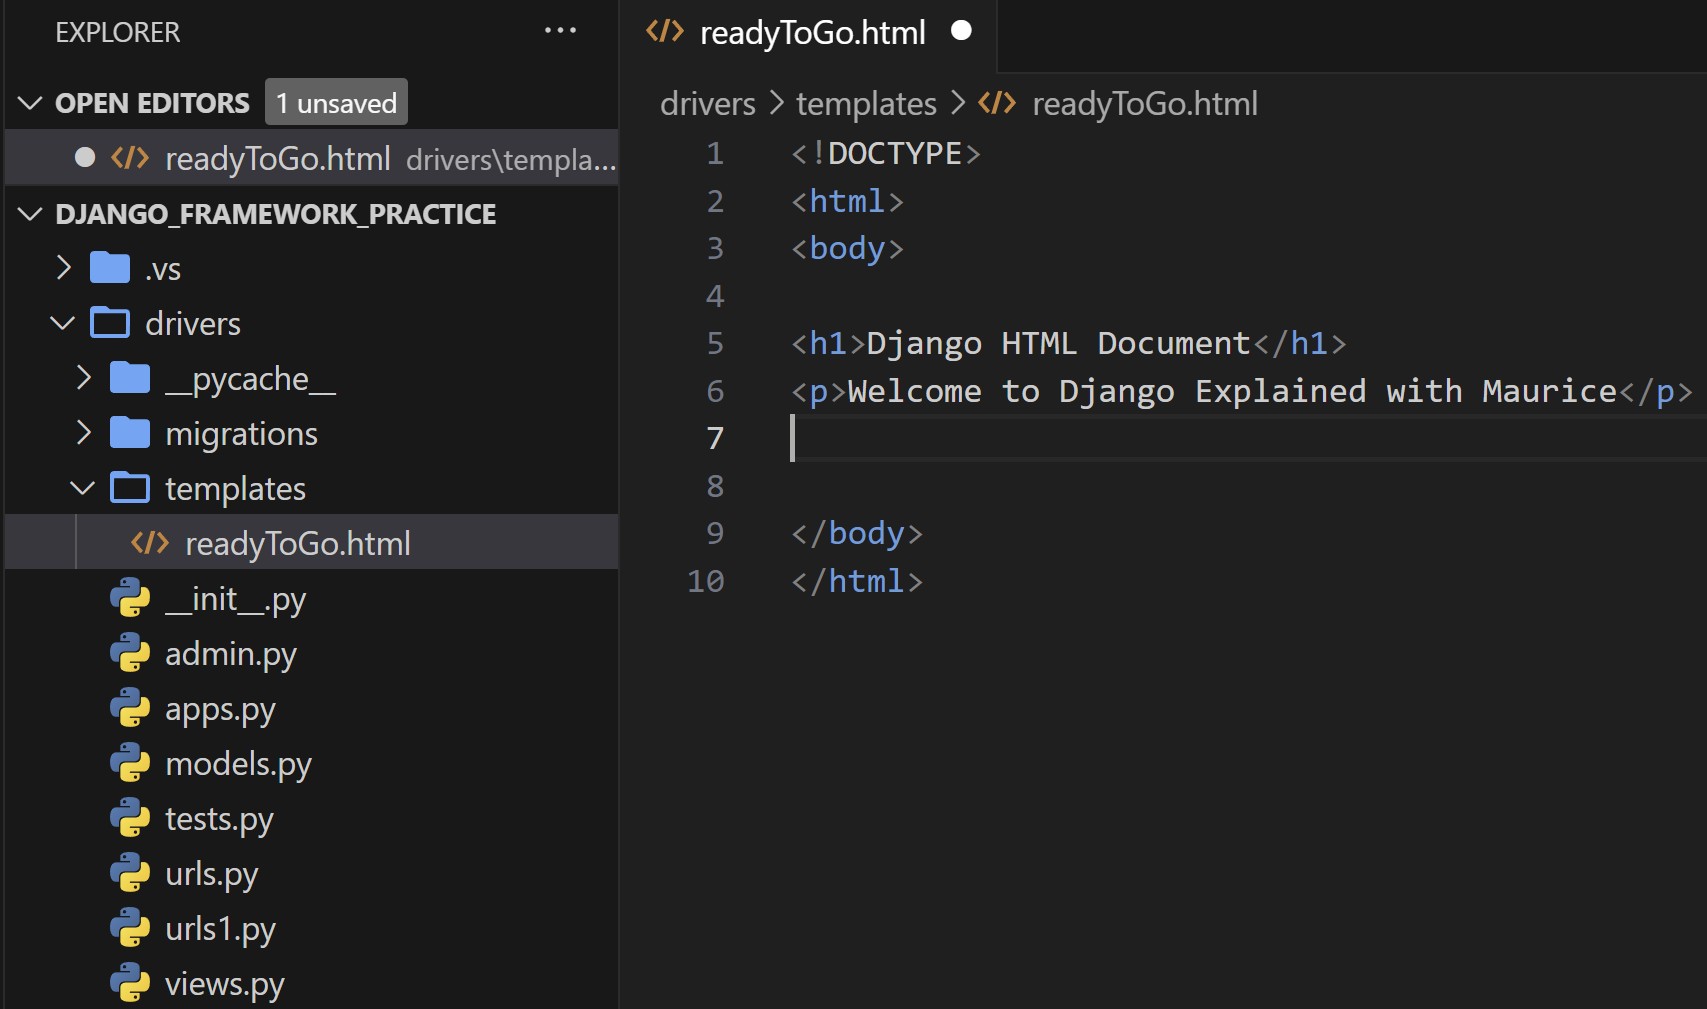 EXPLORER
OPEN EDITORS 1 unsaved
readyToGo.html drivers\templa...
DJANGO_FRAMEWORK_PRACTICE
.vs
drivers
__pycache__
migrations
templates
readyToGo.html
__init__.py
admin.py
apps.py
models.py
tests.py
urls.py
urls1.py
views.py
readyToGo.html
drivers > templates > </> readyToGo.html
1 <!DOCTYPE>
2 <html>
3 <body>
4
5 <h1>Django HTML Document</h1>
6 <p>Welcome to Django Explained with Maurice</p>
7
8
9 </body>
10 </html>